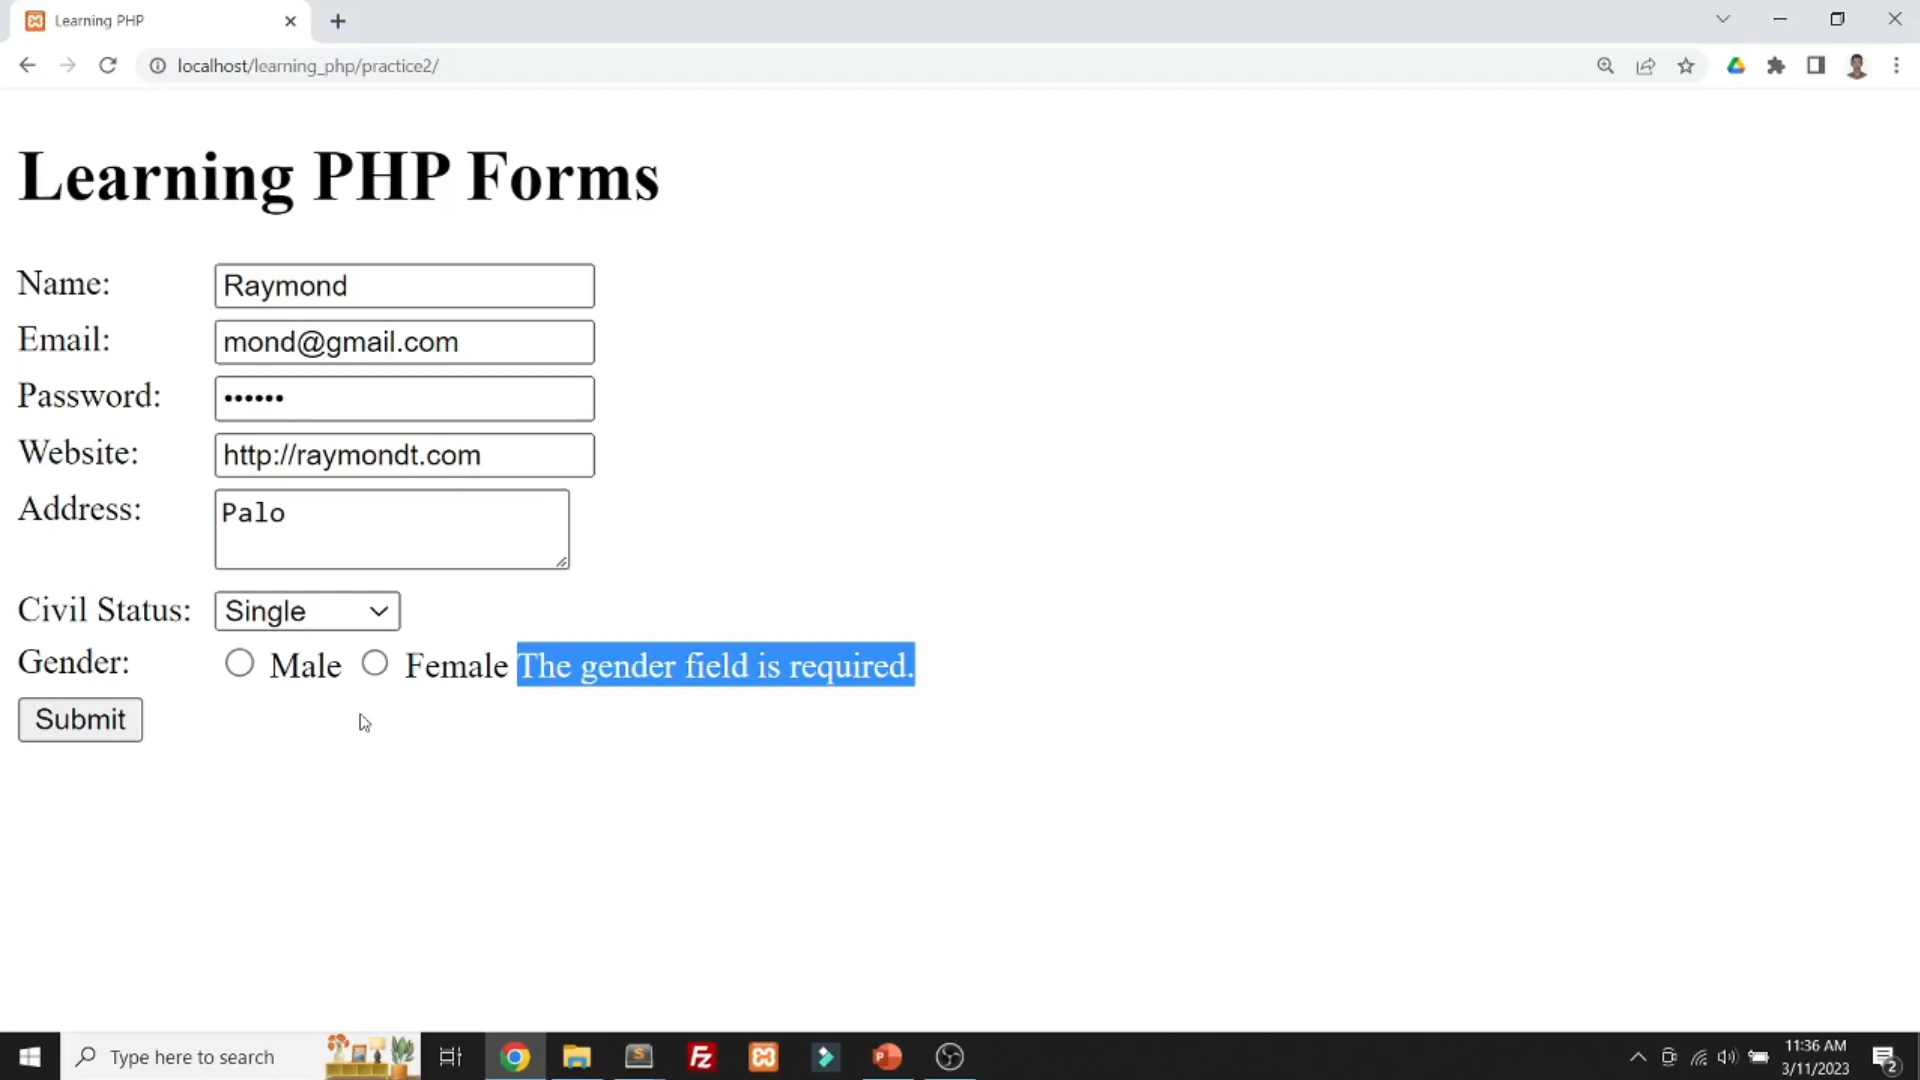 Learning PHP
localhost/learning_php/practice2/
Learning PHP Forms
Name: Raymond
Email: mond@gmail.com
Password: ••••••
Website: http://raymondt.com
Address: Palo
Civil Status: Single
Gender: Male Female The gender field is required.
Submit
Type here to search
11:36 AM
3/11/2023
2